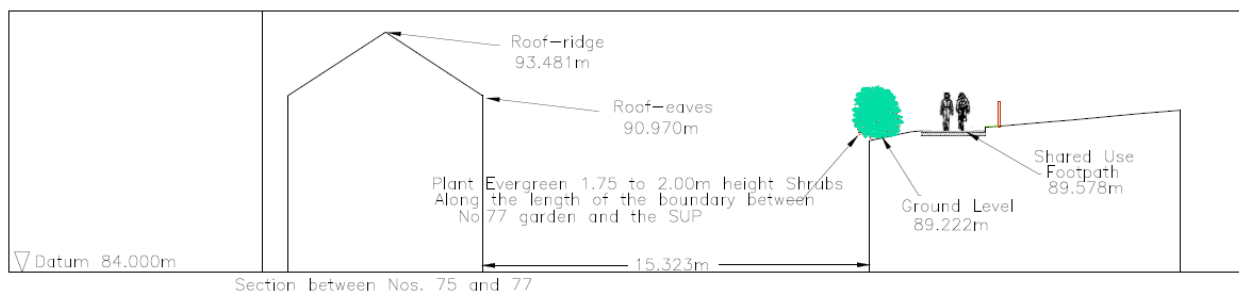 Roof-ridge
93.481m
Roof-eaves
90.970m
Plant Evergreen 1.75 to 2.00m height Shrubs
Along the length of the boundary between
No.77 garden and the SUP
Shared Use
Footpath
89.578m
Ground Level
89.222m
Datum 84.000m
15.323m
Section between Nos. 75 and 77